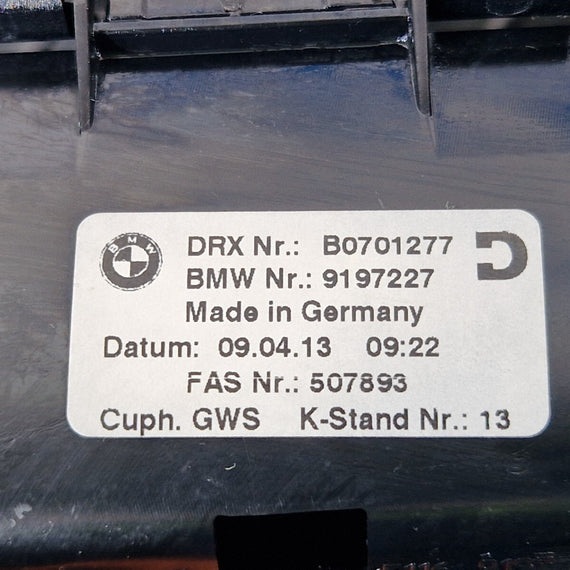 BMW
DRX Nr.: B0701277
BMW Nr.: 9197227
Made in Germany
Datum: 09.04.13 09:22
FAS Nr.: 507893
Cuph. GWS K-Stand Nr.: 13